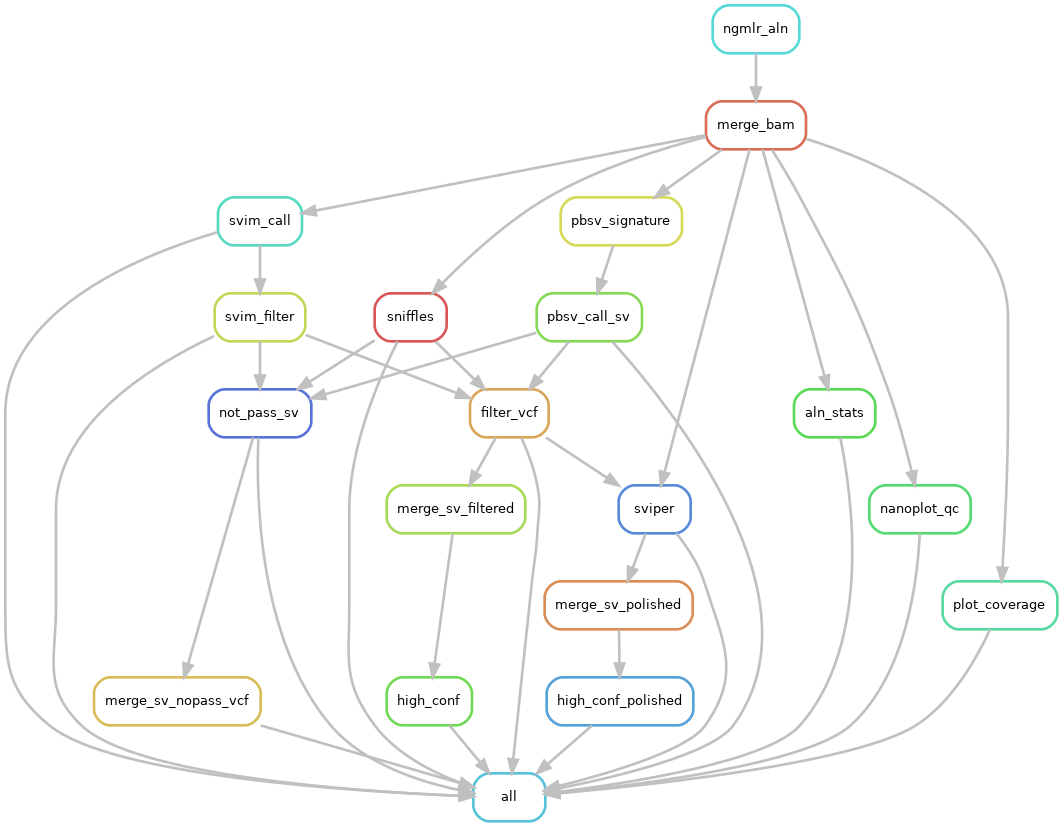 ngmlr_aln
merge_bam
svim_call
pbsv_signature
svim_filter
sniffles
pbsv_call_sv
not_pass_sv
filter_vcf
aln_stats
merge_sv_filtered
sviper
nanoplot_qc
merge_sv_polished
plot_coverage
merge_sv_nopass_vcf
high_conf
high_conf_polished
all